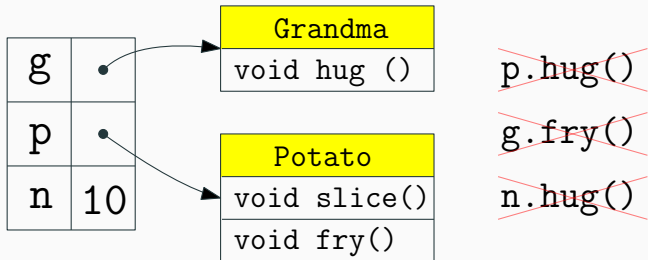 g
p
n 10
Grandma
void hug ()
Potato
void slice()
void fry()
p.hug()
g.fry()
n.hug()